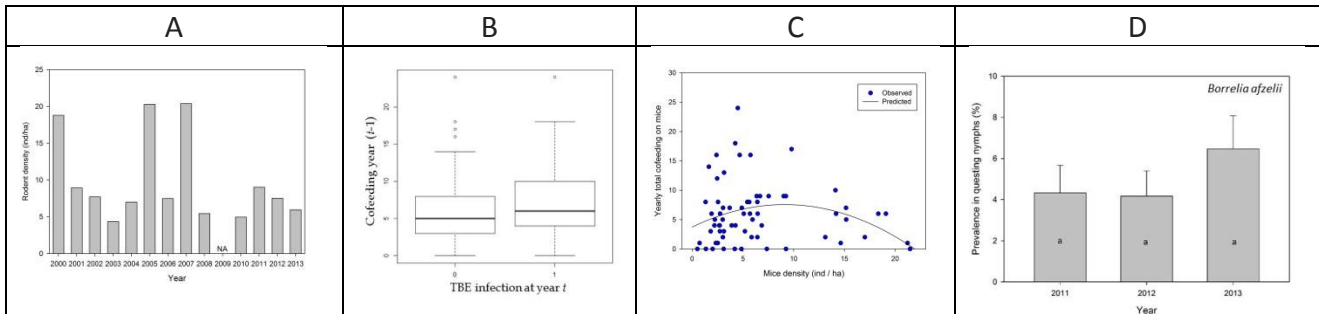 A
B
C
D
25
20
15
10
5
0
Rodent density (ind/ha)
NA
2000 2001 2002 2003 2004 2005 2006 2007 2008 2009 2010 2011 2012 2013
Year
Cofeeding year (t-1)
20
15
10
5
0
0 1
TBE infection at year t
Yearly total cofeeding on mice
30
25
20
15
10
5
0
Observed
Predicted
0 5 10 15 20
Mice density (ind / ha)
Borrelia afzelii
Prevalence in questing nymphs (%)
10
8
6
4
2
0
a a a
2011 2012 2013
Year